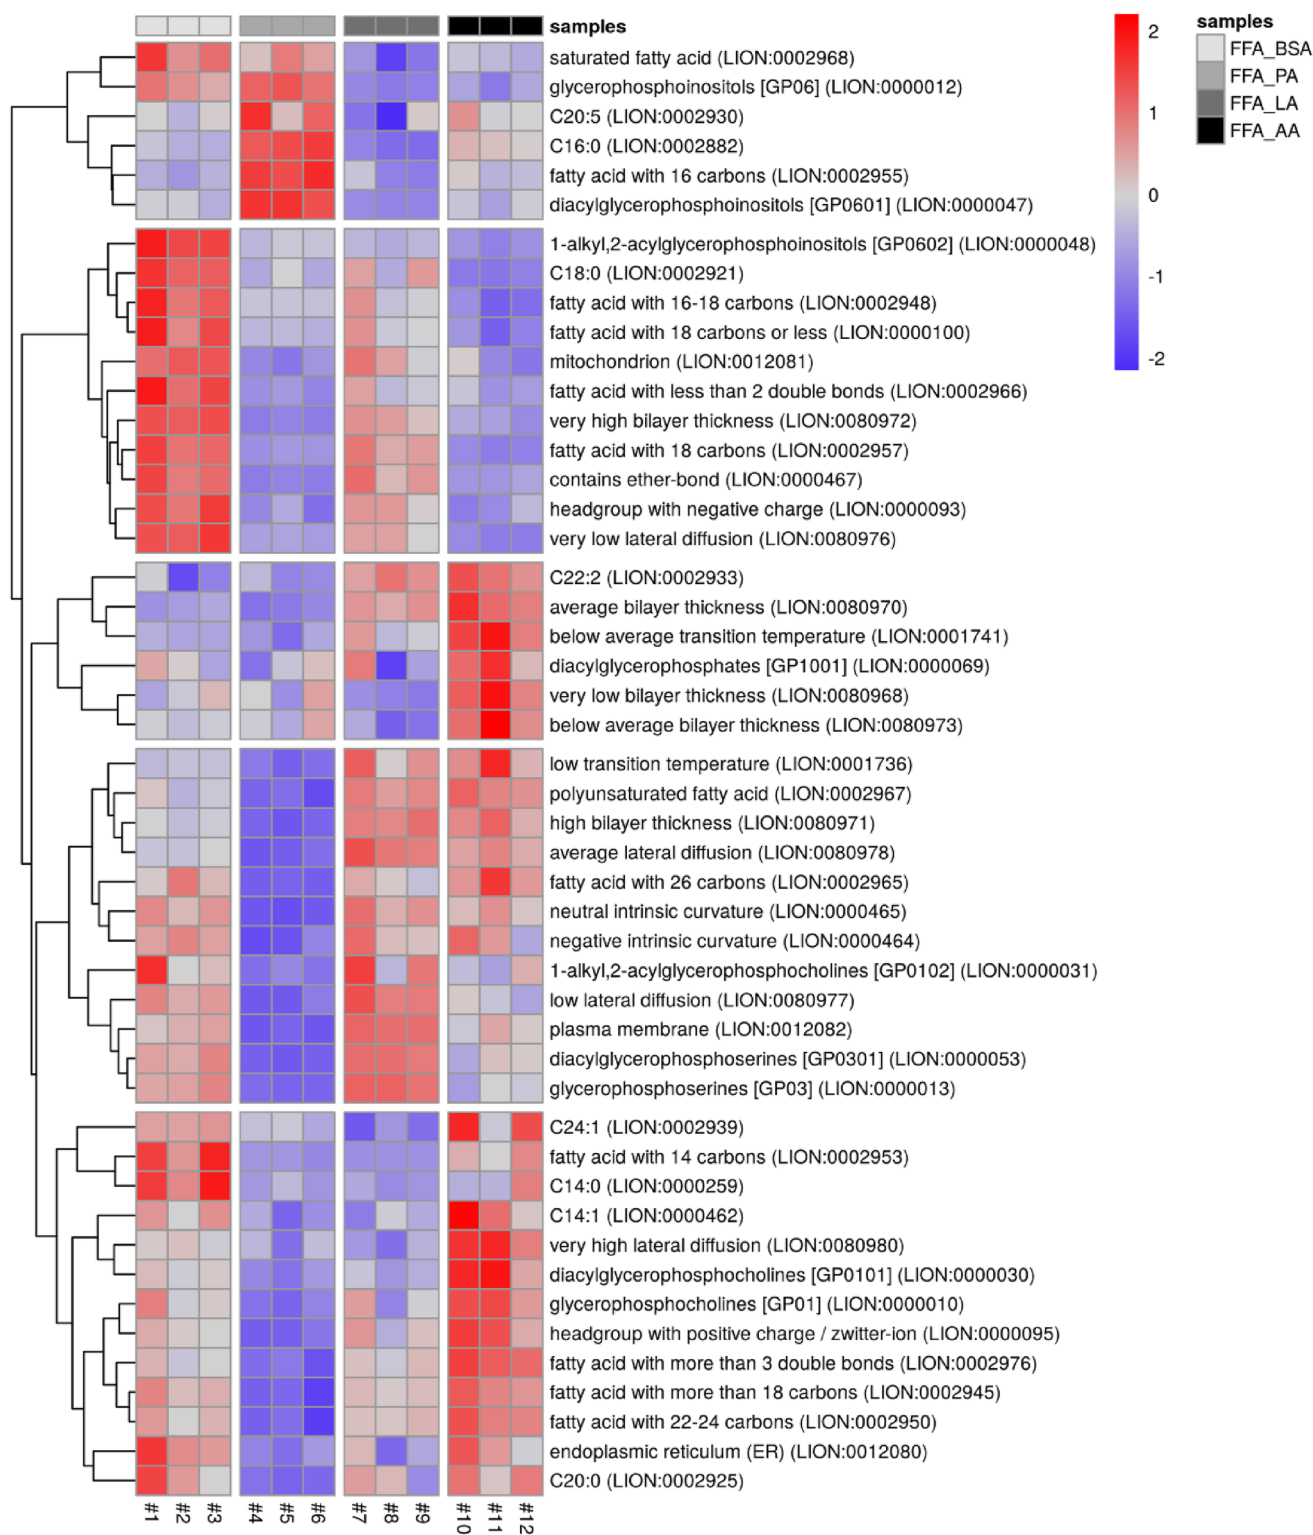 samples
saturated fatty acid (LION:0002968)
glycerophosphoinositols [GP06] (LION:0000012)
C20:5 (LION:0002930)
C16:0 (LION:0002882)
fatty acid with 16 carbons (LION:0002955)
diacylglycerophosphoinositols [GP0601] (LION:0000047)
1-alkyl,2-acylglycerophosphoinositols [GP0602] (LION:0000048)
C18:0 (LION:0002921)
fatty acid with 16-18 carbons (LION:0002948)
fatty acid with 18 carbons or less (LION:0000100)
mitochondrion (LION:0012081)
fatty acid with less than 2 double bonds (LION:0002966)
very high bilayer thickness (LION:0080972)
fatty acid with 18 carbons (LION:0002957)
contains ether-bond (LION:0000467)
headgroup with negative charge (LION:0000093)
very low lateral diffusion (LION:0080976)
C22:2 (LION:0002933)
average bilayer thickness (LION:0080970)
below average transition temperature (LION:0001741)
diacylglycerophosphates [GP1001] (LION:0000069)
very low bilayer thickness (LION:0080968)
below average bilayer thickness (LION:0080973)
low transition temperature (LION:0001736)
polyunsaturated fatty acid (LION:0002967)
high bilayer thickness (LION:0080971)
average lateral diffusion (LION:0080978)
fatty acid with 26 carbons (LION:0002965)
neutral intrinsic curvature (LION:0000465)
negative intrinsic curvature (LION:0000464)
1-alkyl,2-acylglycerophosphocholines [GP0102] (LION:0000031)
low lateral diffusion (LION:0080977)
plasma membrane (LION:0012082)
diacylglycerophosphoserines [GP0301] (LION:0000053)
glycerophosphoserines [GP03] (LION:0000013)
C24:1 (LION:0002939)
fatty acid with 14 carbons (LION:0002953)
C14:0 (LION:0000259)
C14:1 (LION:0000462)
very high lateral diffusion (LION:0080980)
diacylglycerophosphocholines [GP0101] (LION:0000030)
glycerophosphocholines [GP01] (LION:0000010)
headgroup with positive charge / zwitter-ion (LION:0000095)
fatty acid with more than 3 double bonds (LION:0002976)
fatty acid with more than 18 carbons (LION:0002945)
fatty acid with 22-24 carbons (LION:0002950)
endoplasmic reticulum (ER) (LION:0012080)
C20:0 (LION:0002925)
#1
#2
#3
#4
#5
#6
#7
#8
#9
#10
#11
#12
2
1
0
-1
-2
samples
FFA_BSA
FFA_PA
FFA_LA
FFA_AA